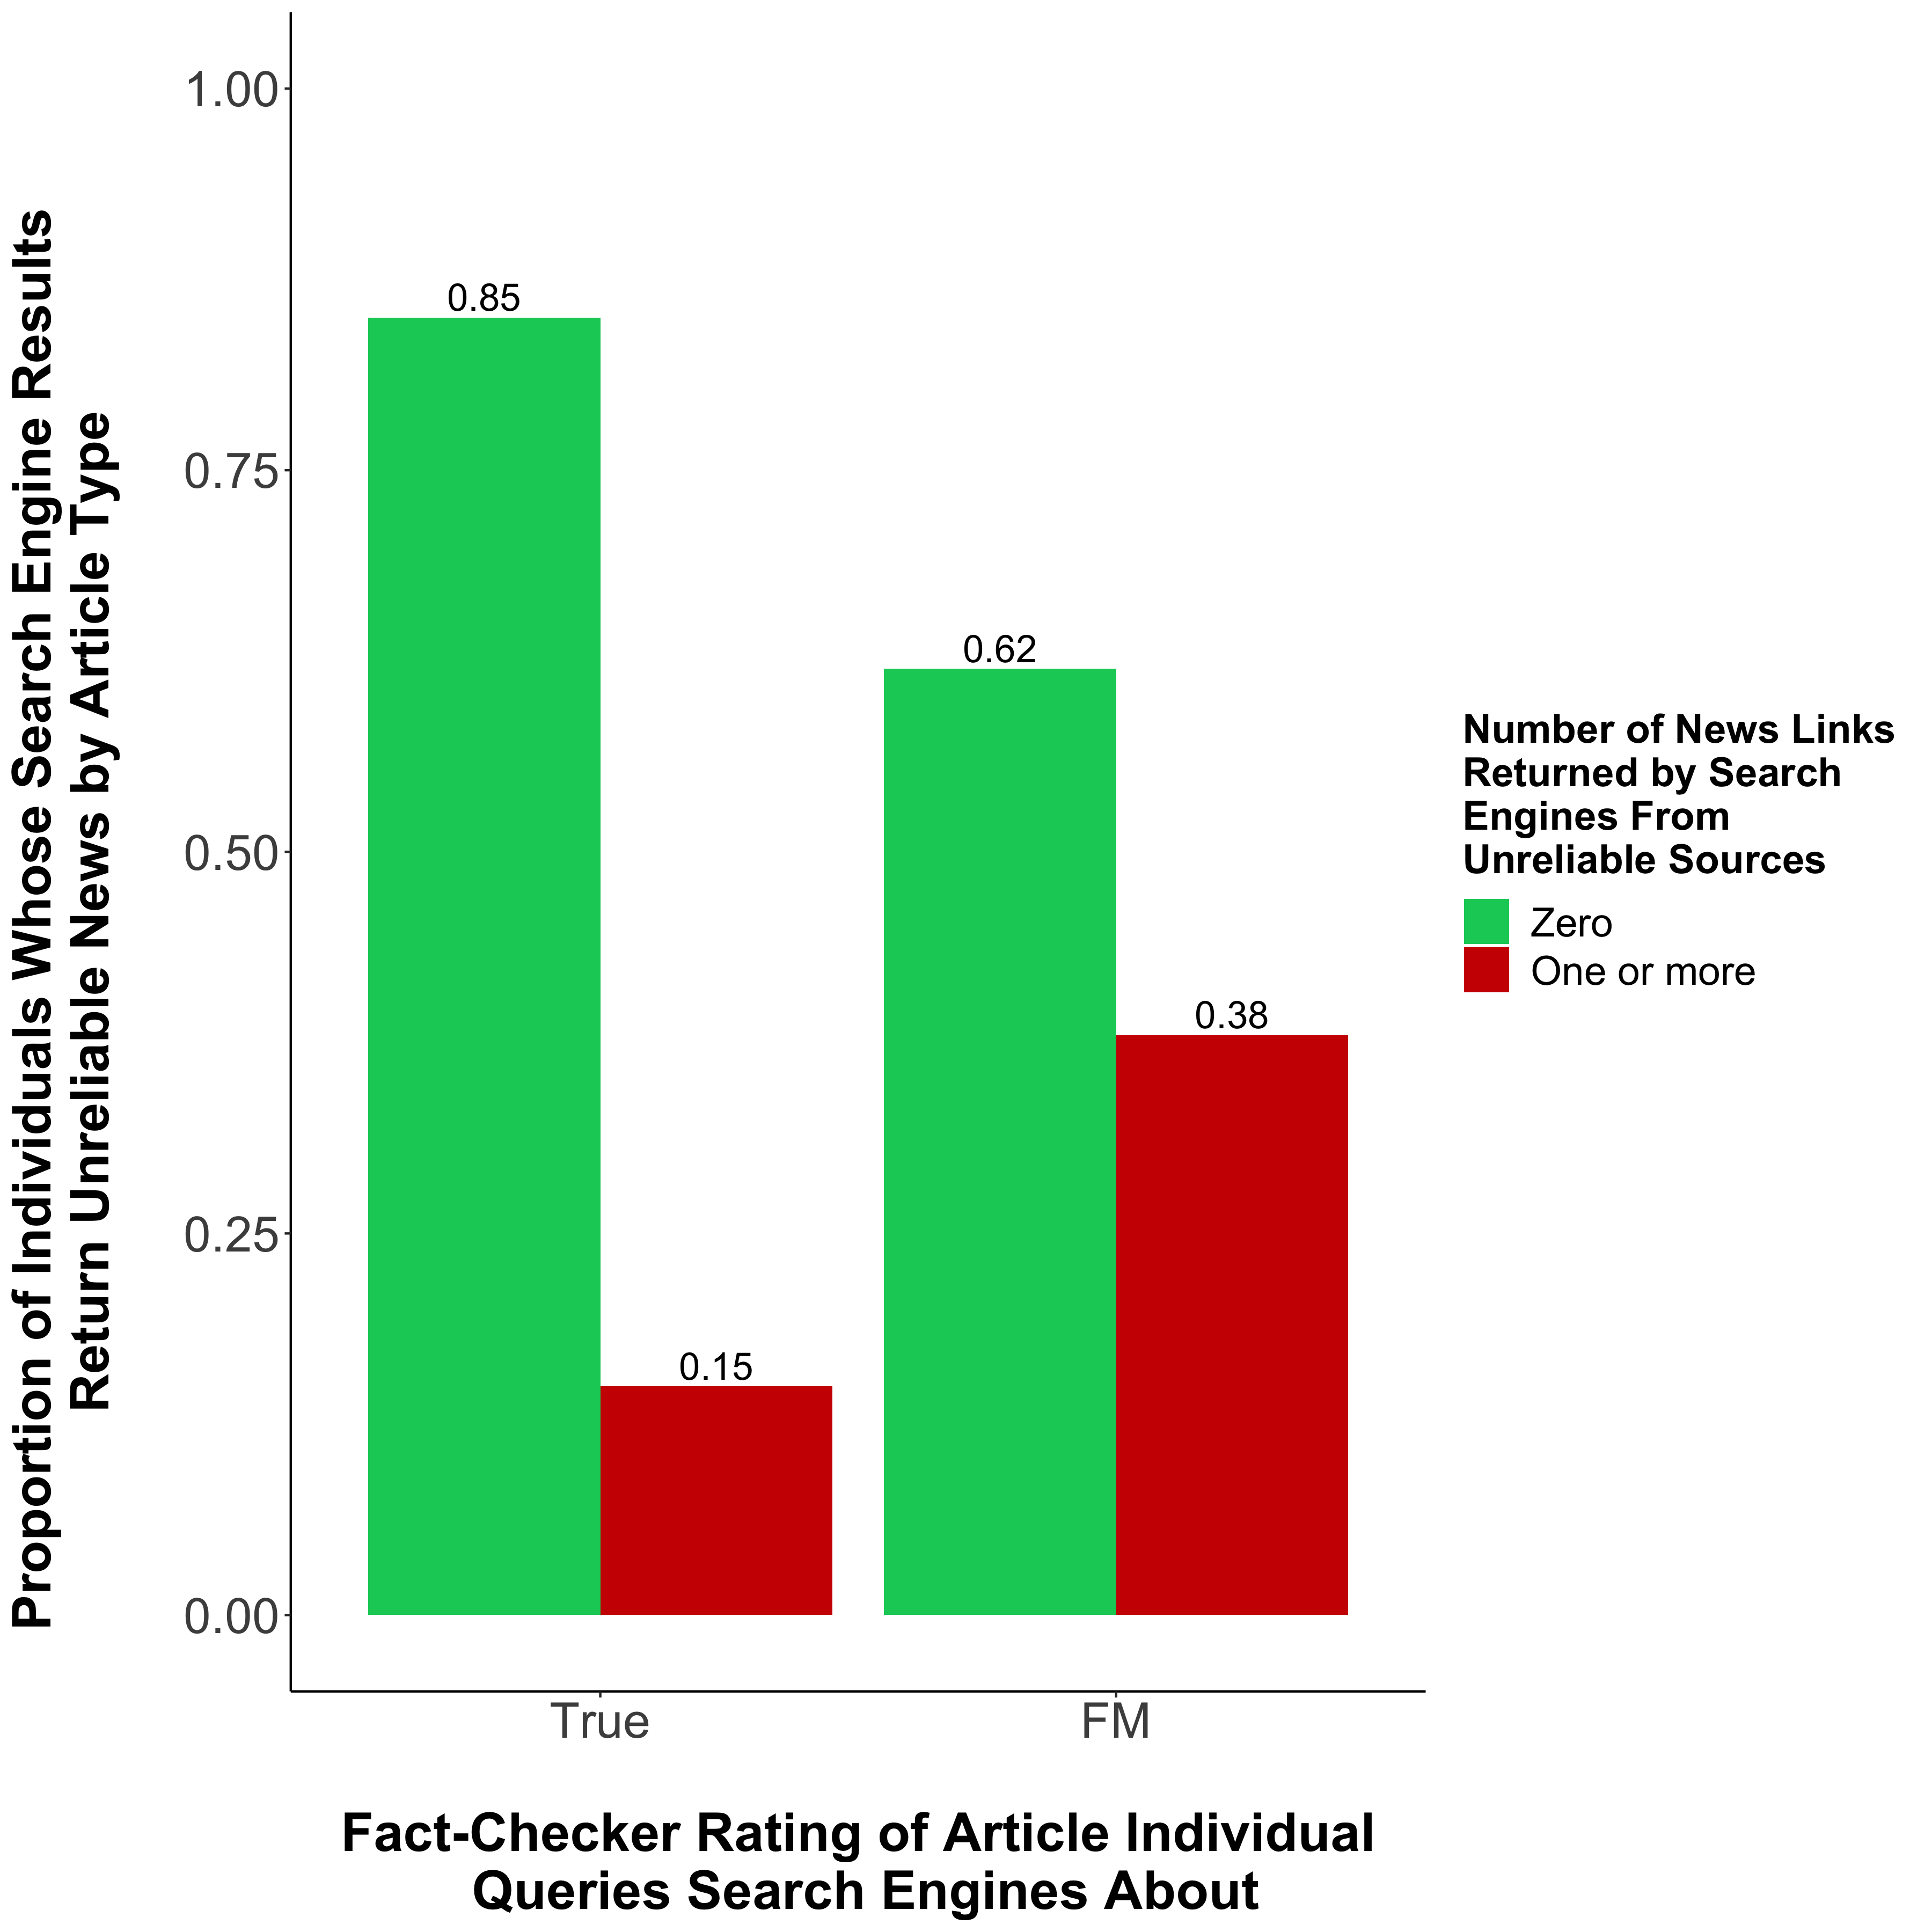 Proportion of Individuals Whose Search Engine Results
Return Unreliable News by Article Type
1.00
0.75
0.50
0.25
0.00
0.85
0.15
0.62
0.38
True
FM
Fact-Checker Rating of Article Individual
Queries Search Engines About
Number of News Links
Returned by Search
Engines From
Unreliable Sources
Zero
One or more